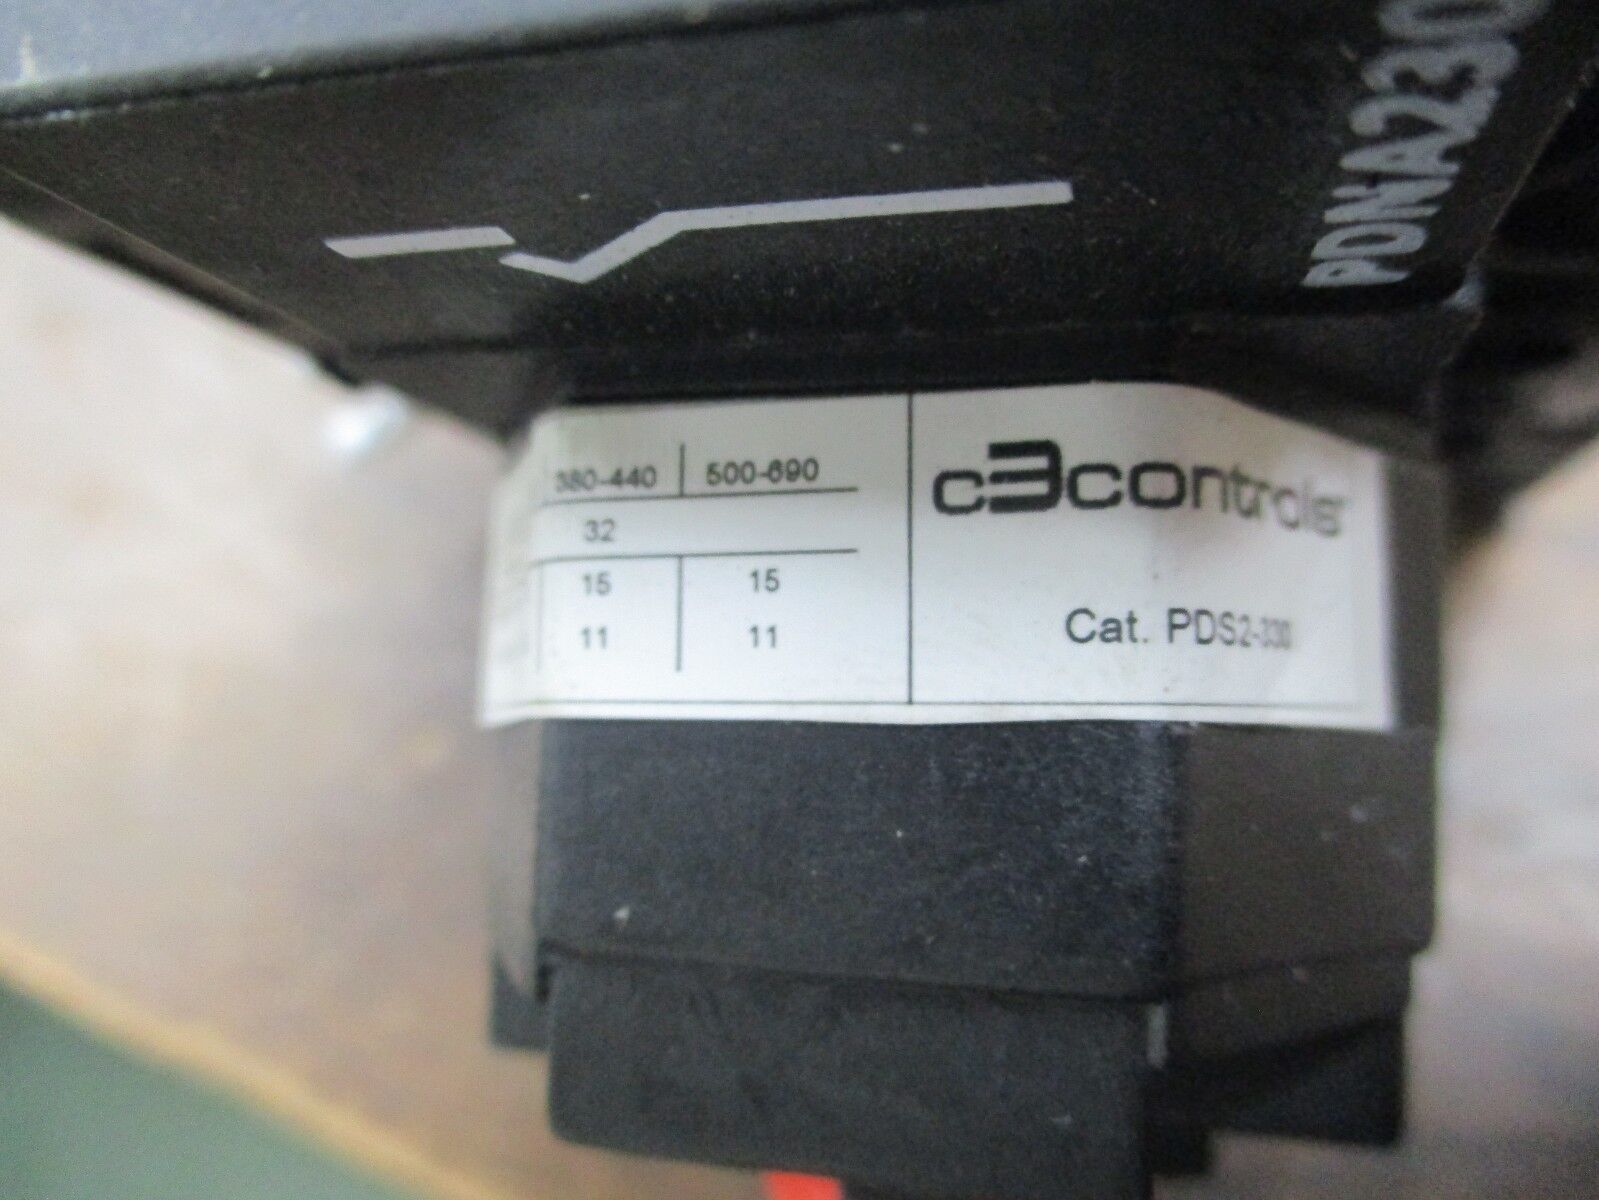 PDNA230
380-440 500-690
32
15 15
11 11
c3controls
Cat. PDS2-330